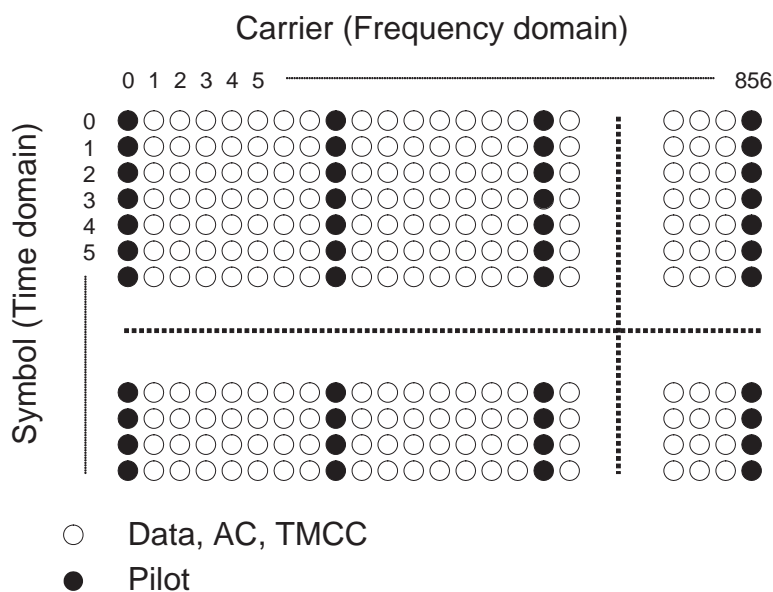 Carrier (Frequency domain)
0 1 2 3 4 5 856
Symbol (Time domain)
0
1
2
3
4
5
Data, AC, TMCC
Pilot